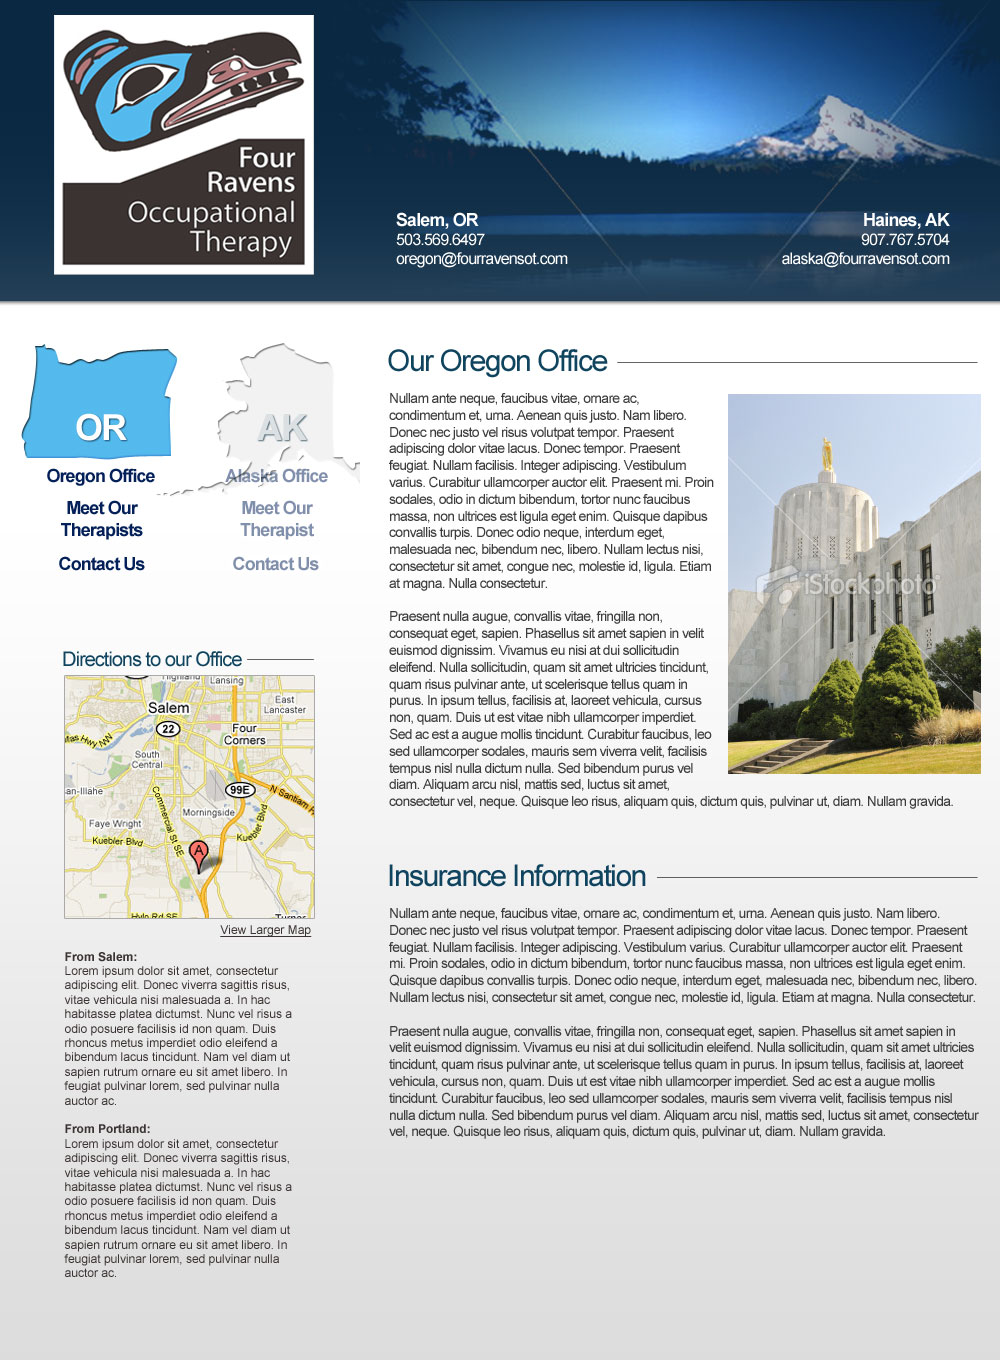 Four
Ravens
Occupational
Therapy
Salem, OR
503.569.6497
oregon@fourravensot.com
Haines, AK
907.767.5704
alaska@fourravensot.com
OR
Oregon Office
Meet Our
Therapists
Contact Us
AK
Alaska Office
Meet Our
Therapist
Contact Us
Directions to our Office
Highland
Lansing
East
Lancaster
Salem
22
Four
Corners
las Hwy NW
South
Central
an-Illahe
99E
N Santiam
Commercial St SE
Morningside
Faye Wright
Kuebler Blvd
Kuebler Blvd
A
Hylo Rd SE
Turner
View Larger Map
From Salem:
Lorem ipsum dolor sit amet, consectetur
adipiscing elit. Donec viverra sagittis risus,
vitae vehicula nisi malesuada a. In hac
habitasse platea dictumst. Nunc vel risus a
odio posuere facilisis id non quam. Duis
rhoncus metus imperdiet odio eleifend a
bibendum lacus tincidunt. Nam vel diam ut
sapien rutrum ornare eu sit amet libero. In
feugiat pulvinar lorem, sed pulvinar nulla
auctor ac.
From Portland:
Lorem ipsum dolor sit amet, consectetur
adipiscing elit. Donec viverra sagittis risus,
vitae vehicula nisi malesuada a. In hac
habitasse platea dictumst. Nunc vel risus a
odio posuere facilisis id non quam. Duis
rhoncus metus imperdiet odio eleifend a
bibendum lacus tincidunt. Nam vel diam ut
sapien rutrum ornare eu sit amet libero. In
feugiat pulvinar lorem, sed pulvinar nulla
auctor ac.
Our Oregon Office
Nullam ante neque, faucibus vitae, ornare ac,
condimentum et, urna. Aenean quis justo. Nam libero.
Donec nec justo vel risus volutpat tempor. Praesent
adipiscing dolor vitae lacus. Donec tempor. Praesent
feugiat. Nullam facilisis. Integer adipiscing. Vestibulum
varius. Curabitur ullamcorper auctor elit. Praesent mi. Proin
sodales, odio in dictum bibendum, tortor nunc faucibus
massa, non ultrices est ligula eget enim. Quisque dapibus
convallis turpis. Donec odio neque, interdum eget,
malesuada nec, bibendum nec, libero. Nullam lectus nisi,
consectetur sit amet, congue nec, molestie id, ligula. Etiam
at magna. Nulla consectetur.
Praesent nulla augue, convallis vitae, fringilla non,
consequat eget, sapien. Phasellus sit amet sapien in velit
euismod dignissim. Vivamus eu nisi at dui sollicitudin
eleifend. Nulla sollicitudin, quam sit amet ultricies tincidunt,
quam risus pulvinar ante, ut scelerisque tellus quam in
purus. In ipsum tellus, facilisis at, laoreet vehicula, cursus
non, quam. Duis ut est vitae nibh ullamcorper imperdiet.
Sed ac est a augue mollis tincidunt. Curabitur faucibus, leo
sed ullamcorper sodales, mauris sem viverra velit, facilisis
tempus nisl nulla dictum nulla. Sed bibendum purus vel
diam. Aliquam arcu nisl, mattis sed, luctus sit amet,
consectetur vel, neque. Quisque leo risus, aliquam quis, dictum quis, pulvinar ut, diam. Nullam gravida.
iStockphoto
Insurance Information
Nullam ante neque, faucibus vitae, ornare ac, condimentum et, urna. Aenean quis justo. Nam libero.
Donec nec justo vel risus volutpat tempor. Praesent adipiscing dolor vitae lacus. Donec tempor. Praesent
feugiat. Nullam facilisis. Integer adipiscing. Vestibulum varius. Curabitur ullamcorper auctor elit. Praesent
mi. Proin sodales, odio in dictum bibendum, tortor nunc faucibus massa, non ultrices est ligula eget enim.
Quisque dapibus convallis turpis. Donec odio neque, interdum eget, malesuada nec, bibendum nec, libero.
Nullam lectus nisi, consectetur sit amet, congue nec, molestie id, ligula. Etiam at magna. Nulla consectetur.
Praesent nulla augue, convallis vitae, fringilla non, consequat eget, sapien. Phasellus sit amet sapien in
velit euismod dignissim. Vivamus eu nisi at dui sollicitudin eleifend. Nulla sollicitudin, quam sit amet ultricies
tincidunt, quam risus pulvinar ante, ut scelerisque tellus quam in purus. In ipsum tellus, facilisis at, laoreet
vehicula, cursus non, quam. Duis ut est vitae nibh ullamcorper imperdiet. Sed ac est a augue mollis
tincidunt. Curabitur faucibus, leo sed ullamcorper sodales, mauris sem viverra velit, facilisis tempus nisl
nulla dictum nulla. Sed bibendum purus vel diam. Aliquam arcu nisl, mattis sed, luctus sit amet, consectetur
vel, neque. Quisque leo risus, aliquam quis, dictum quis, pulvinar ut, diam. Nullam gravida.